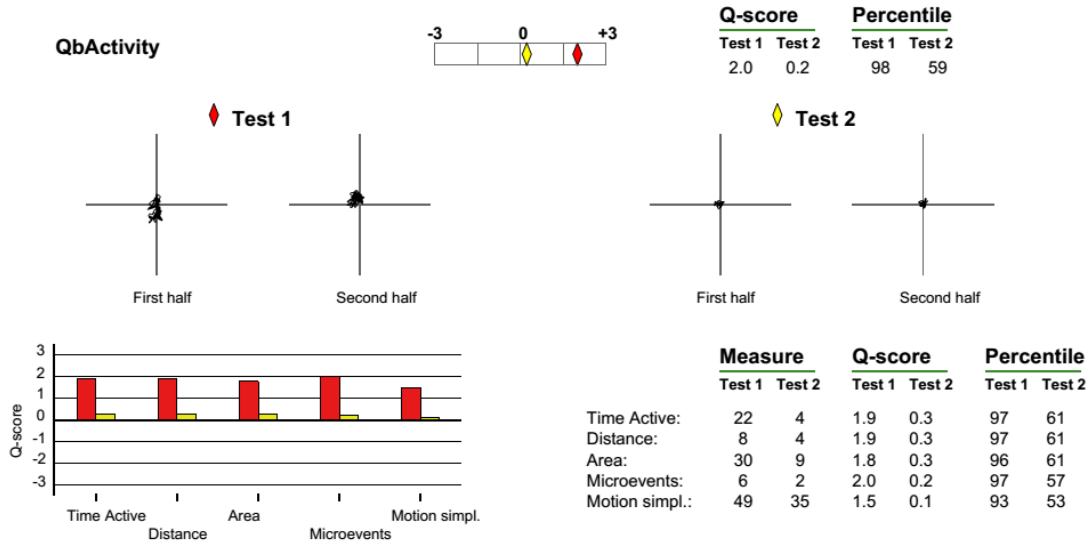 QbActivity
-3 0 +3
Q-score Percentile
Test 1 Test 2 Test 1 Test 2
2.0 0.2 98 59
Test 1
Test 2
First half
Second half
First half
Second half
3
2
1
0
-1
-2
-3
Q-score
Time Active
Distance
Area
Microevents
Motion simpl.
Measure Q-score Percentile
Test 1 Test 2 Test 1 Test 2 Test 1 Test 2
Time Active: 22 4 1.9 0.3 97 61
Distance: 8 4 1.9 0.3 97 61
Area: 30 9 1.8 0.3 96 61
Microevents: 6 2 2.0 0.2 97 57
Motion simpl.: 49 35 1.5 0.1 93 53